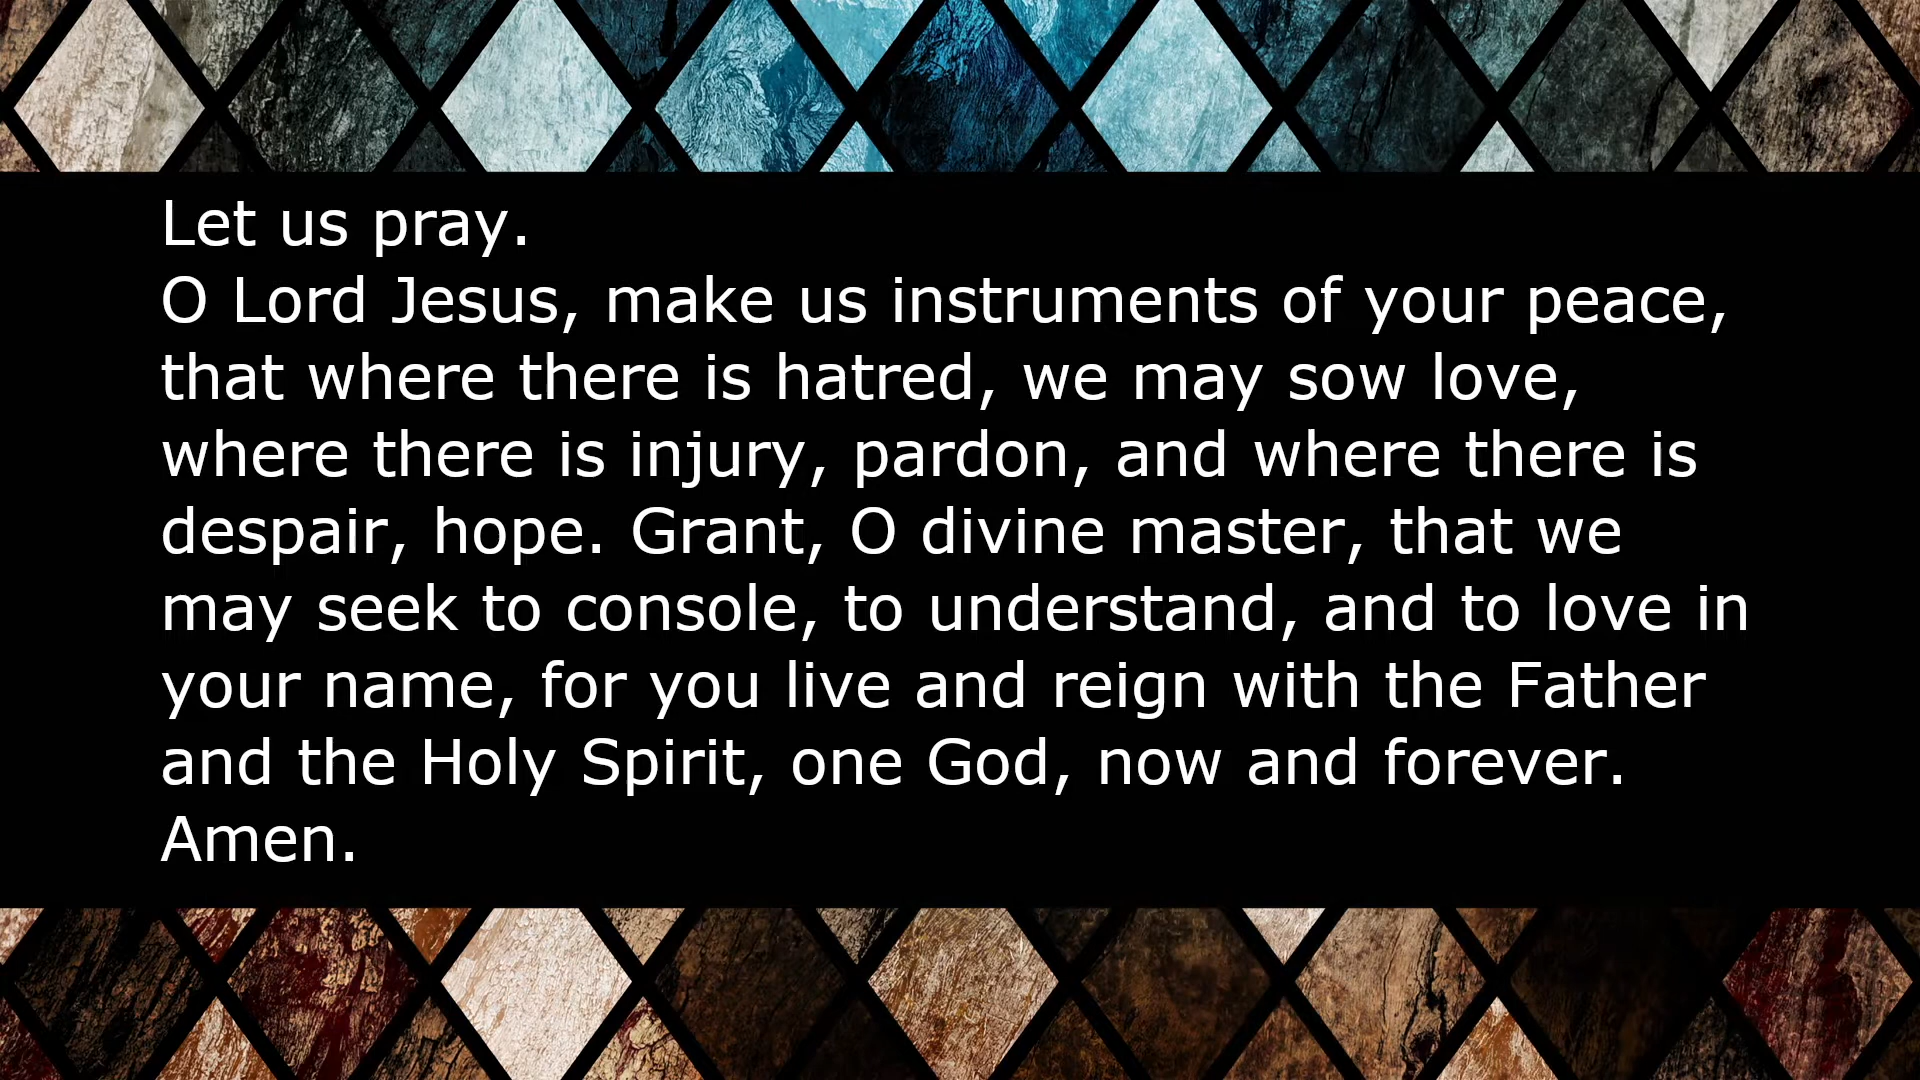 Let us pray.
O Lord Jesus, make us instruments of your peace,
that where there is hatred, we may sow love,
where there is injury, pardon, and where there is
despair, hope. Grant, O divine master, that we
may seek to console, to understand, and to love in
your name, for you live and reign with the Father
and the Holy Spirit, one God, now and forever.
Amen.